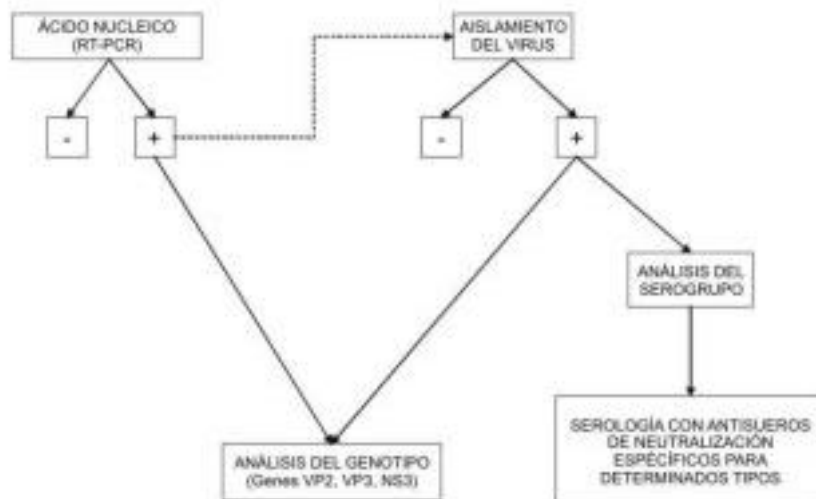 ÁCIDO NUCLEICO
(RT-PCR)
AISLAMIENTO
DEL VIRUS
-
+
-
+
ANÁLISIS DEL
SEROGRUPO
ANÁLISIS DEL GENOTIPO
(Genes VP2, VP3, NS3)
SEROLOGÍA CON ANTISUEROS
DE NEUTRALIZACIÓN
ESPÉCÍFICOS PARA
DETERMINADOS TIPOS